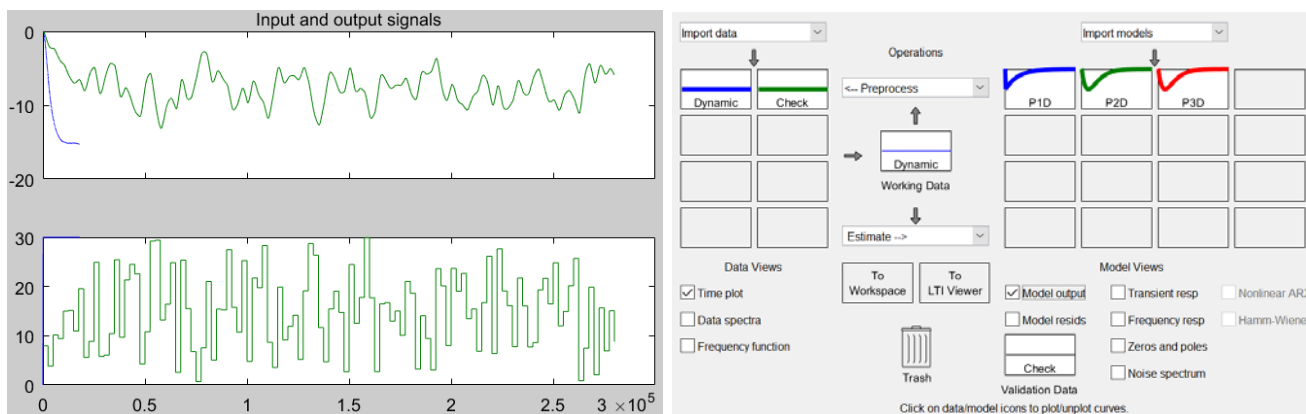 Input and output signals
0
-10
-20
30
20
10
0
0 0.5 1 1.5 2 2.5 3 ×10⁵
Import data
Operations
Import models
Dynamic Check
<-- Preprocess
P1D P2D P3D
Dynamic
Working Data
Estimate -->
Data Views
To Workspace
To LTI Viewer
Model Views
Time plot
Model output Transient resp Nonlinear ARX
Data spectra
Model resids Frequency resp Hamm-Wiene
Frequency function
Zeros and poles
Check
Noise spectrum
Trash
Validation Data
Click on data/model icons to plot/unplot curves.